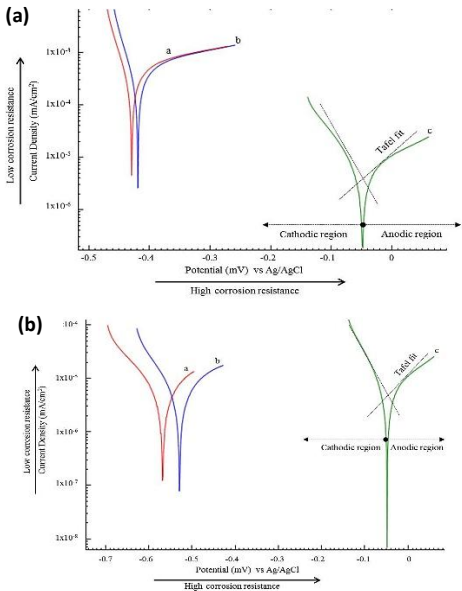 (a)
a
b
1x10⁻³
1x10⁻⁴
1x10⁻⁵
1x10⁻⁶
Low corrosion resistance
Current Density (mA/cm²)
Tafel fit
c
Cathodic region
Anodic region
-0.5
-0.4
-0.3
-0.2
-0.1
0
Potential (mV) vs Ag/AgCl
High corrosion resistance
(b)
1x10⁻⁴
1x10⁻⁵
1x10⁻⁶
1x10⁻⁷
1x10⁻⁸
Low corrosion resistance
Current Density (mA/cm²)
a
b
Tafel fit
c
Cathodic region
Anodic region
-0.7
-0.6
-0.5
-0.4
-0.3
-0.2
-0.1
0
Potential (mV) vs Ag/AgCl
High corrosion resistance